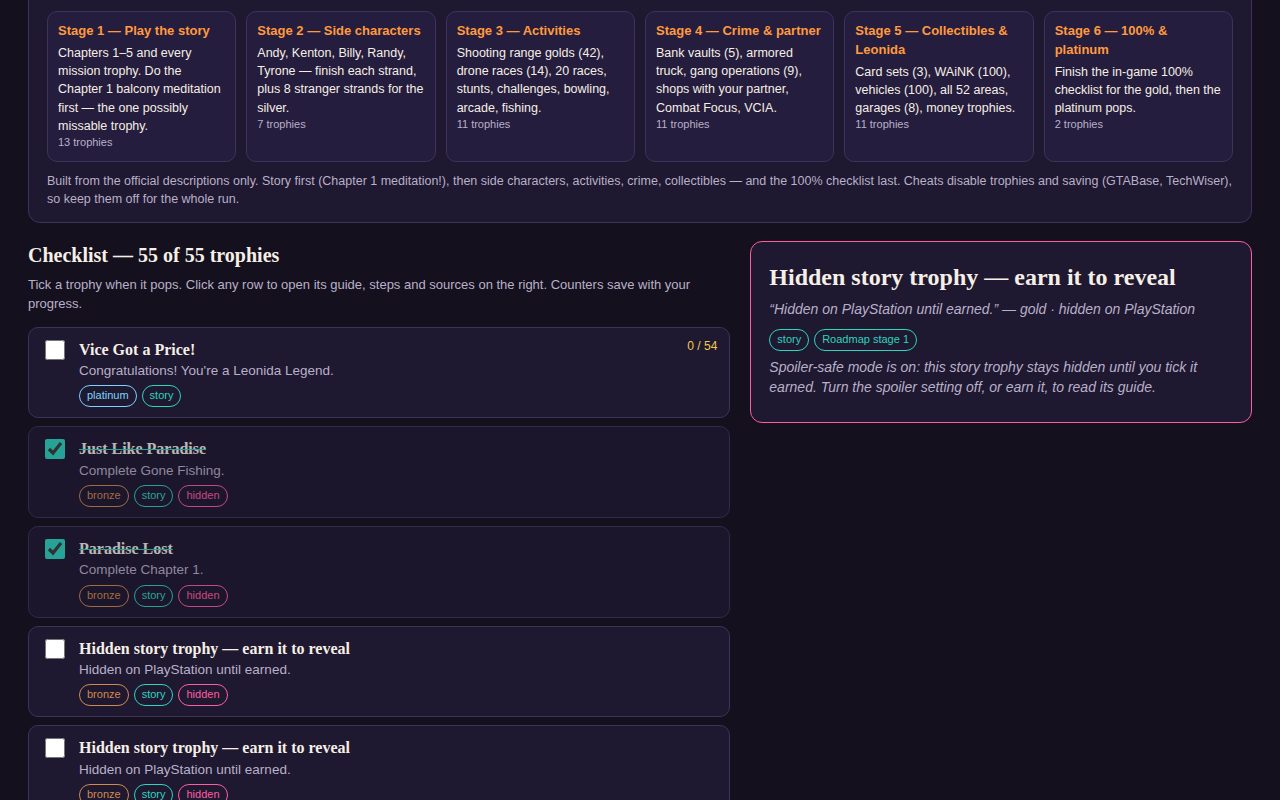 Stage 1 — Play the story
Chapters 1–5 and every
mission trophy. Do the
Chapter 1 balcony meditation
first — the one possibly
missable trophy.
13 trophies
Stage 2 — Side characters
Andy, Kenton, Billy, Randy,
Tyrone — finish each strand,
plus 8 stranger strands for the
silver.
7 trophies
Stage 3 — Activities
Shooting range golds (42),
drone races (14), 20 races,
stunts, challenges, bowling,
arcade, fishing.
11 trophies
Stage 4 — Crime & partner
Bank vaults (5), armored
truck, gang operations (9),
shops with your partner,
Combat Focus, VCIA.
11 trophies
Stage 5 — Collectibles &
Leonida
Card sets (3), WAiNK (100),
vehicles (100), all 52 areas,
garages (8), money trophies.
11 trophies
Stage 6 — 100% &
platinum
Finish the in-game 100%
checklist for the gold, then the
platinum pops.
2 trophies
Built from the official descriptions only. Story first (Chapter 1 meditation!), then side characters, activities, crime, collectibles — and the 100% checklist last. Cheats disable trophies and saving (GTABase, TechWiser),
so keep them off for the whole run.
Checklist — 55 of 55 trophies
Tick a trophy when it pops. Click any row to open its guide, steps and sources on the right. Counters save with your
progress.
Vice Got a Price!
0 / 54
Congratulations! You're a Leonida Legend.
platinum story
Just Like Paradise
Complete Gone Fishing.
bronze story hidden
Paradise Lost
Complete Chapter 1.
bronze story hidden
Hidden story trophy — earn it to reveal
Hidden on PlayStation until earned.
bronze story hidden
Hidden story trophy — earn it to reveal
Hidden on PlayStation until earned.
bronze story hidden
Hidden story trophy — earn it to reveal
“Hidden on PlayStation until earned.” — gold · hidden on PlayStation
story Roadmap stage 1
Spoiler-safe mode is on: this story trophy stays hidden until you tick it
earned. Turn the spoiler setting off, or earn it, to read its guide.